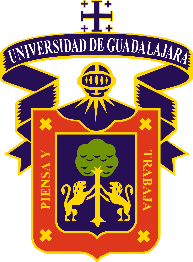 UNIVERSIDAD DE GUADALAJARA
PIENSA Y
TRABAJA